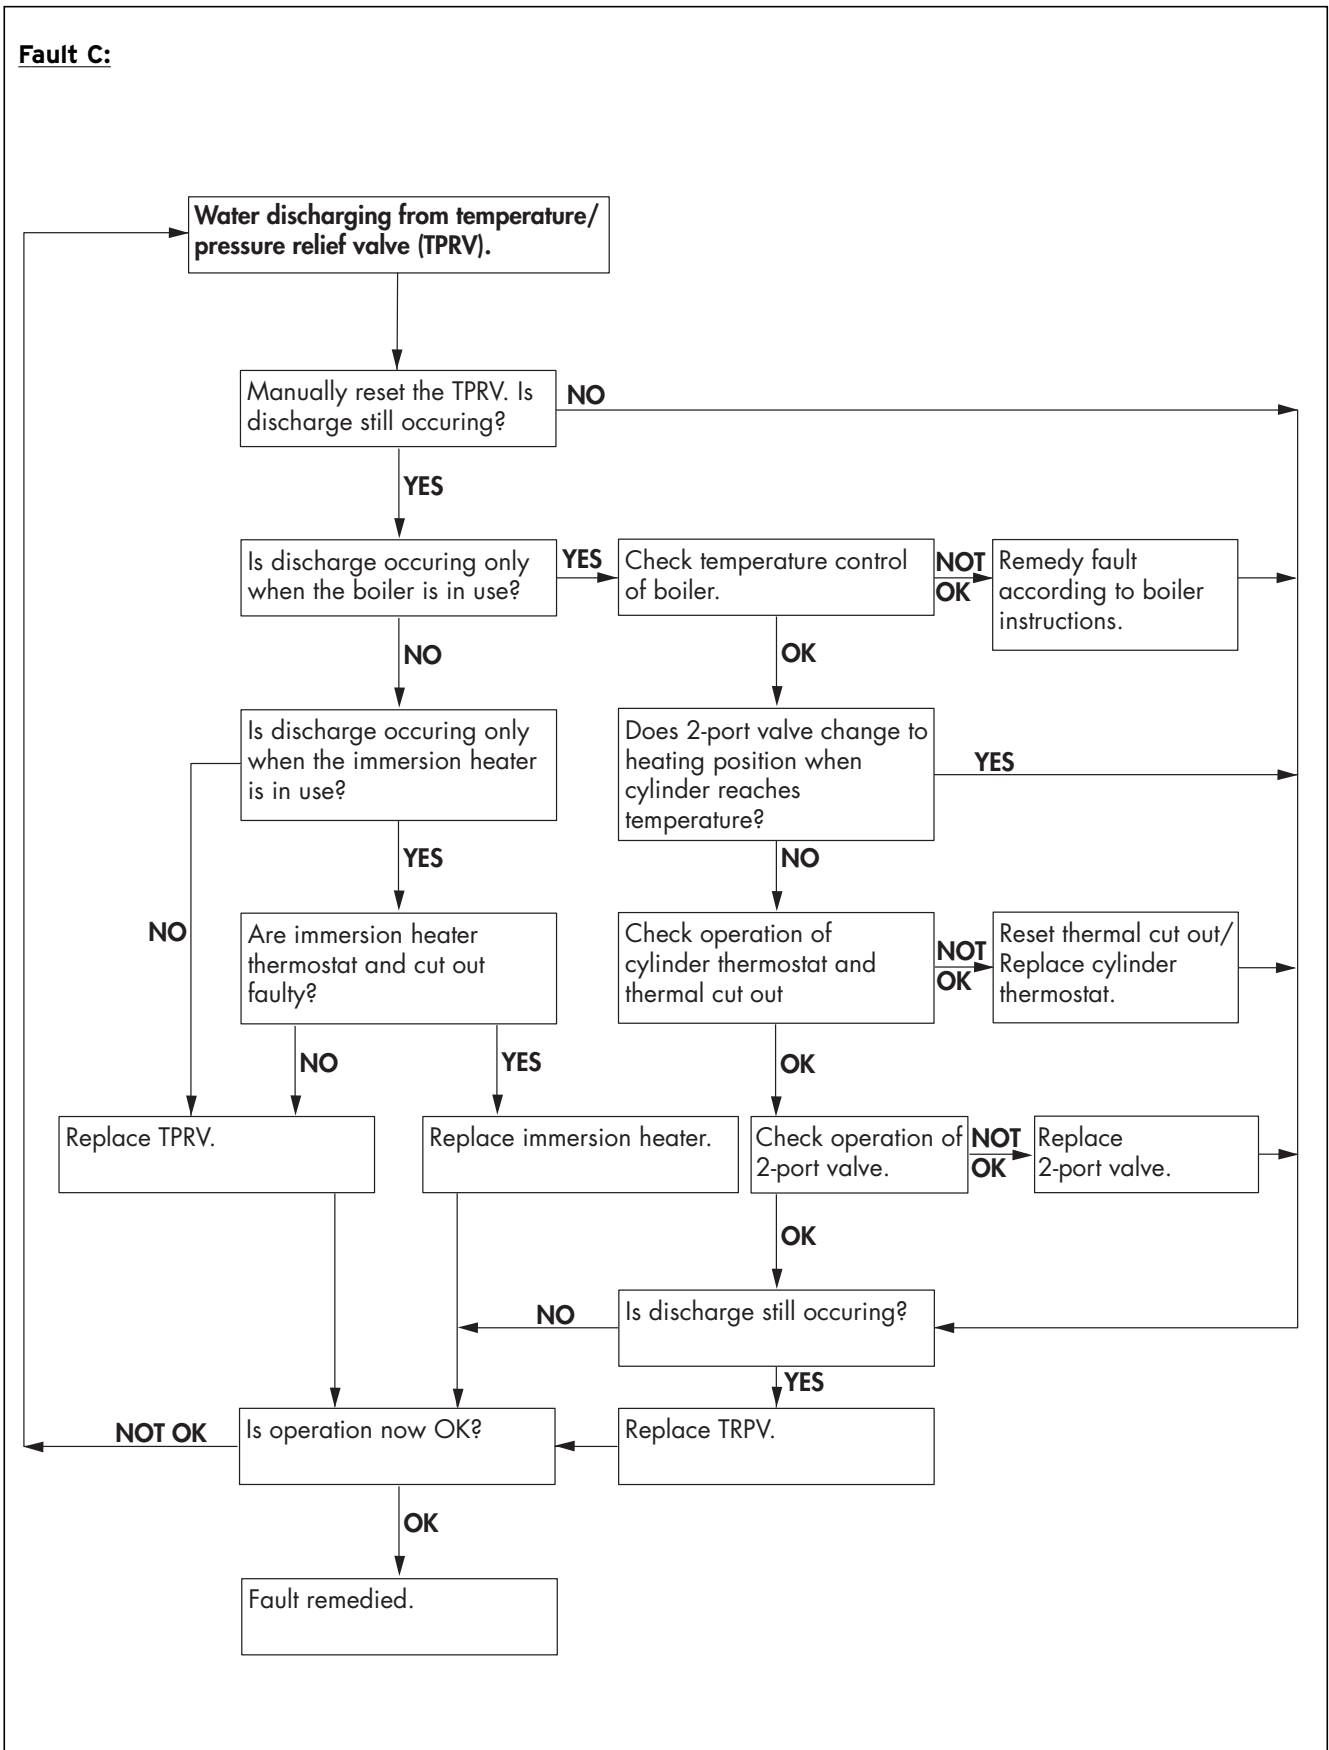 Fault C:
Water discharging from temperature/
pressure relief valve (TPRV).
Manually reset the TPRV. Is
discharge still occuring?
NO
YES
Is discharge occuring only
when the boiler is in use?
YES
Check temperature control
of boiler.
NOT
OK
Remedy fault
according to boiler
instructions.
NO
OK
Is discharge occuring only
when the immersion heater
is in use?
Does 2-port valve change to
heating position when
cylinder reaches
temperature?
YES
YES
NO
NO
Are immersion heater
thermostat and cut out
faulty?
Check operation of
cylinder thermostat and
thermal cut out
NOT
OK
Reset thermal cut out/
Replace cylinder
thermostat.
NO
YES
OK
Replace TPRV.
Replace immersion heater.
Check operation of
2-port valve.
NOT
OK
Replace
2-port valve.
OK
Is discharge still occuring?
NO
YES
NOT OK
Is operation now OK?
Replace TRPV.
OK
Fault remedied.